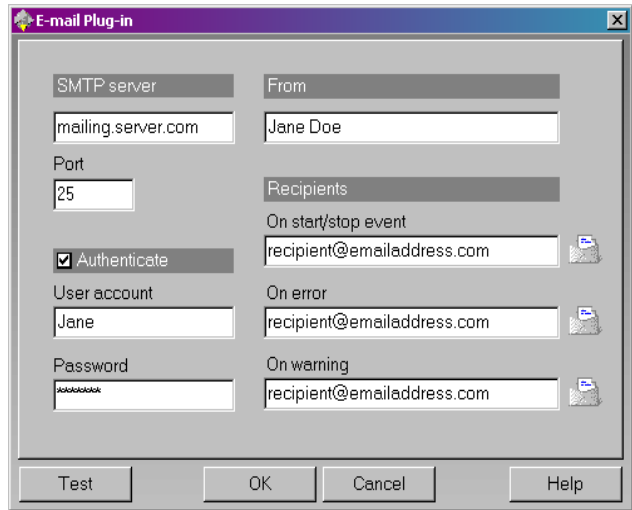 E-mail Plug-in
SMTP server
mailing.server.com
Port
25
Authenticate
User account
Jane
Password
*******
From
Jane Doe
Recipients
On start/stop event
recipient@emailaddress.com
On error
recipient@emailaddress.com
On warning
recipient@emailaddress.com
Test
OK
Cancel
Help